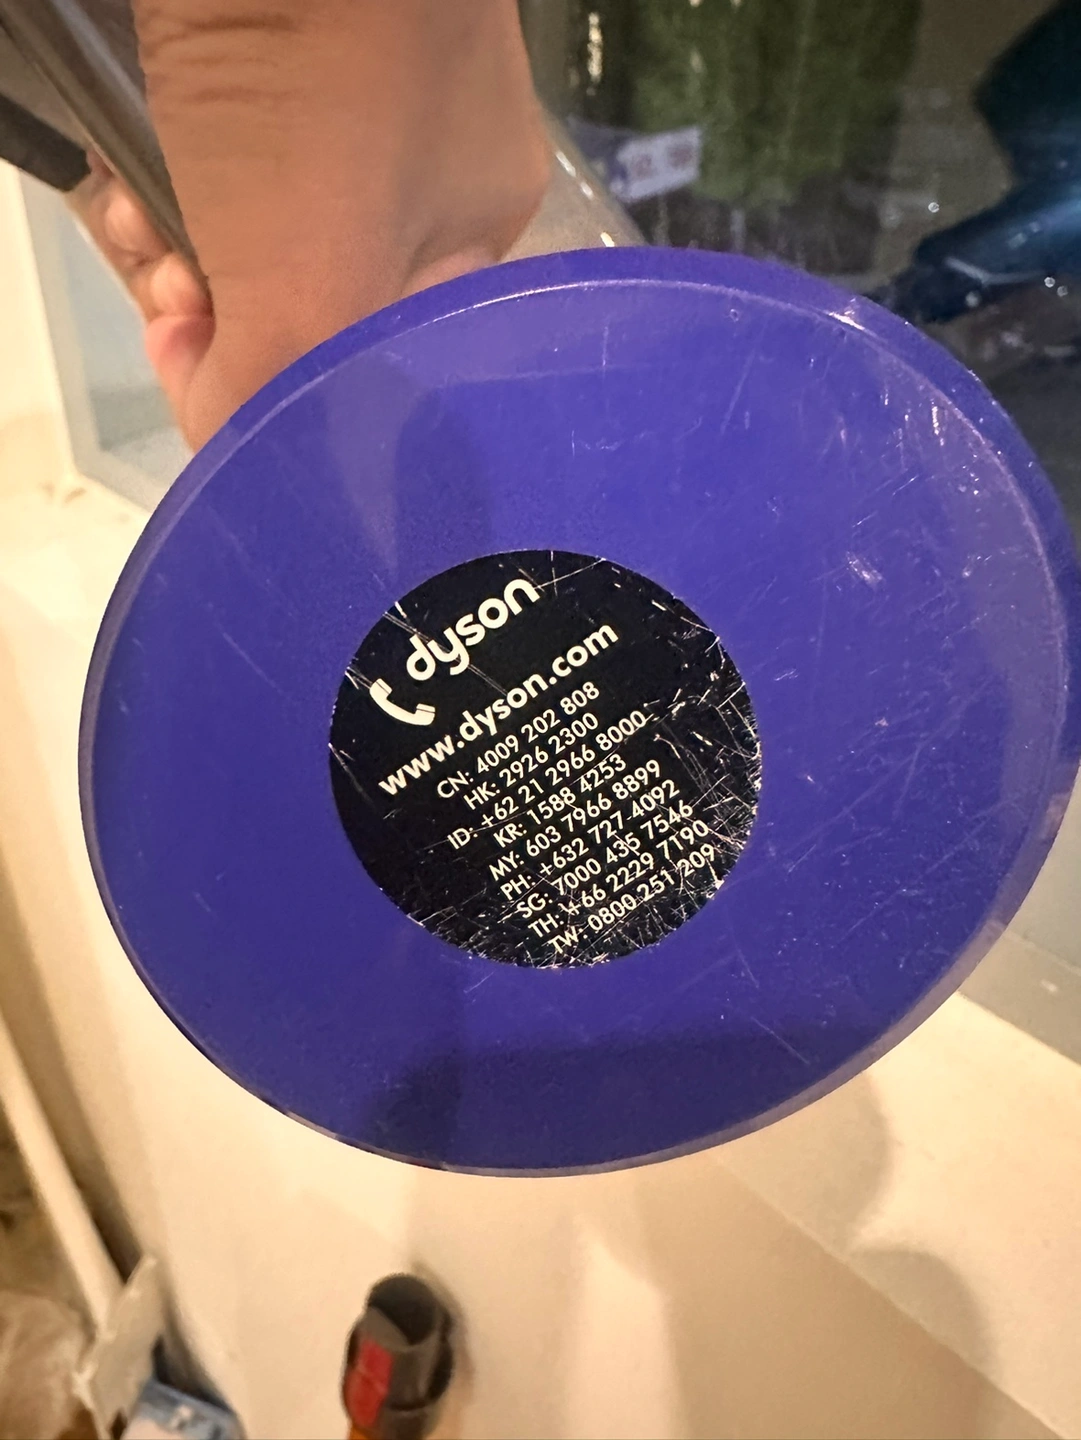 dyson
www.dyson.com
CN: 4009 202 808
HK: 2926 2300
ID: +62 21 2966 8000
KR: 1588 4253
MY: 603 7966 8899
PH: +632 727 4092
SG: 7000 435 7546
TH: +66 2229 7190
TW: 0800 251 209